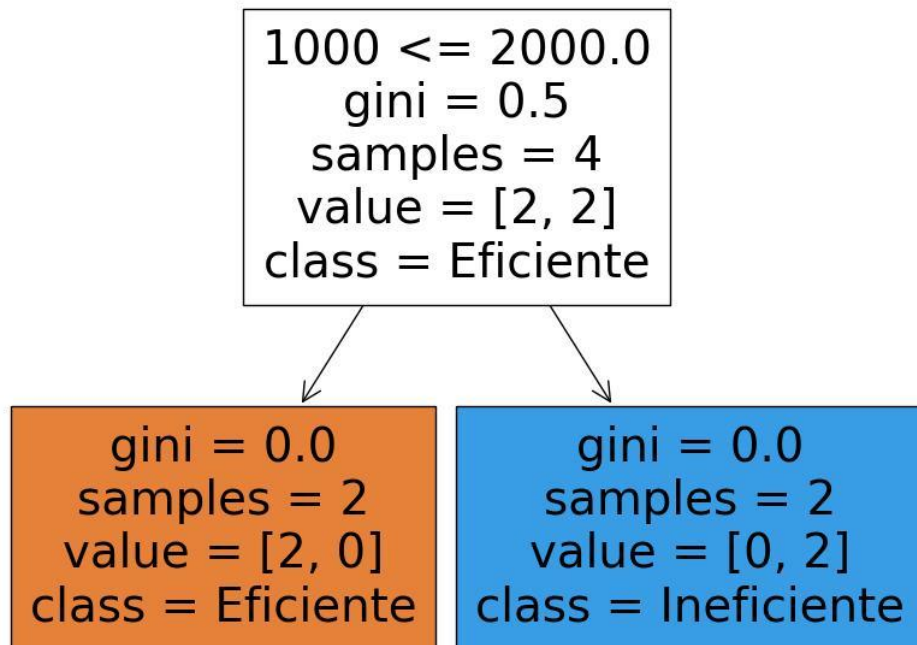 1000 <= 2000.0
gini = 0.5
samples = 4
value = [2, 2]
class = Eficiente
gini = 0.0
samples = 2
value = [2, 0]
class = Eficiente
gini = 0.0
samples = 2
value = [0, 2]
class = Ineficiente